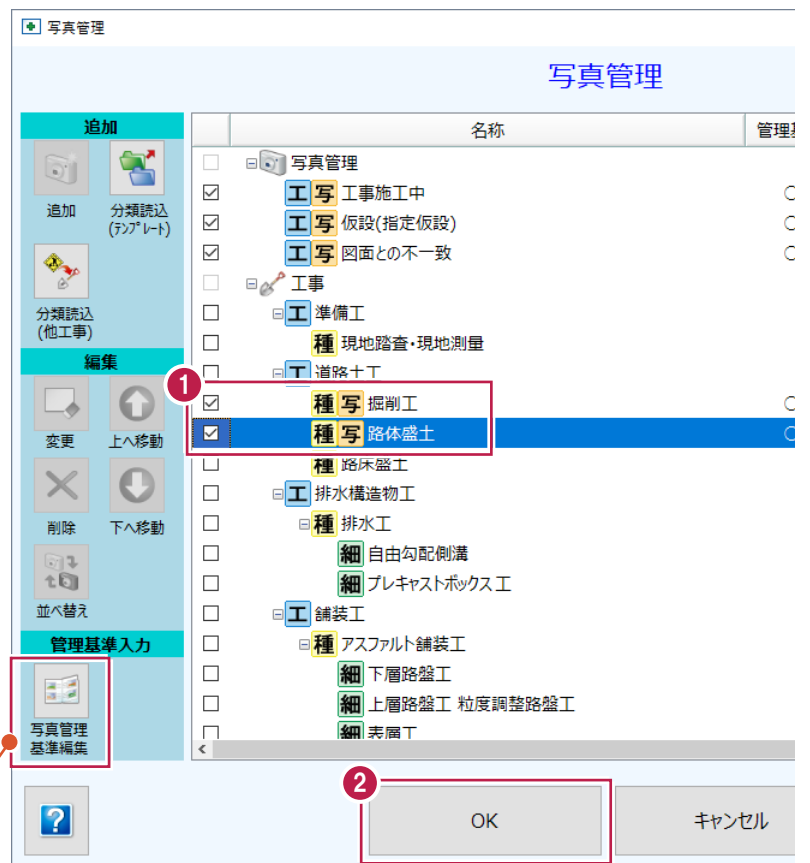 写真管理
写真管理
追加
追加
分類読込
(ﾃﾝﾌﾟﾚｰﾄ)
分類読込
(他工事)
編集
変更
上へ移動
削除
下へ移動
並べ替え
管理基準入力
写真管理
基準編集
名称
写真管理
工 写 工事施工中
工 写 仮設(指定仮設)
工 写 図面との不一致
工事
工 準備工
種 現地踏査・現地測量
工 道路土工
1
種 写 掘削工
種 写 路体盛土
種 路床盛土
工 排水構造物工
種 排水工
細 自由勾配側溝
細 プレキャストボックス工
工 舗装工
種 アスファルト舗装工
細 下層路盤工
細 上層路盤工 粒度調整路盤工
細 表層工
2
?
OK
キャンセル